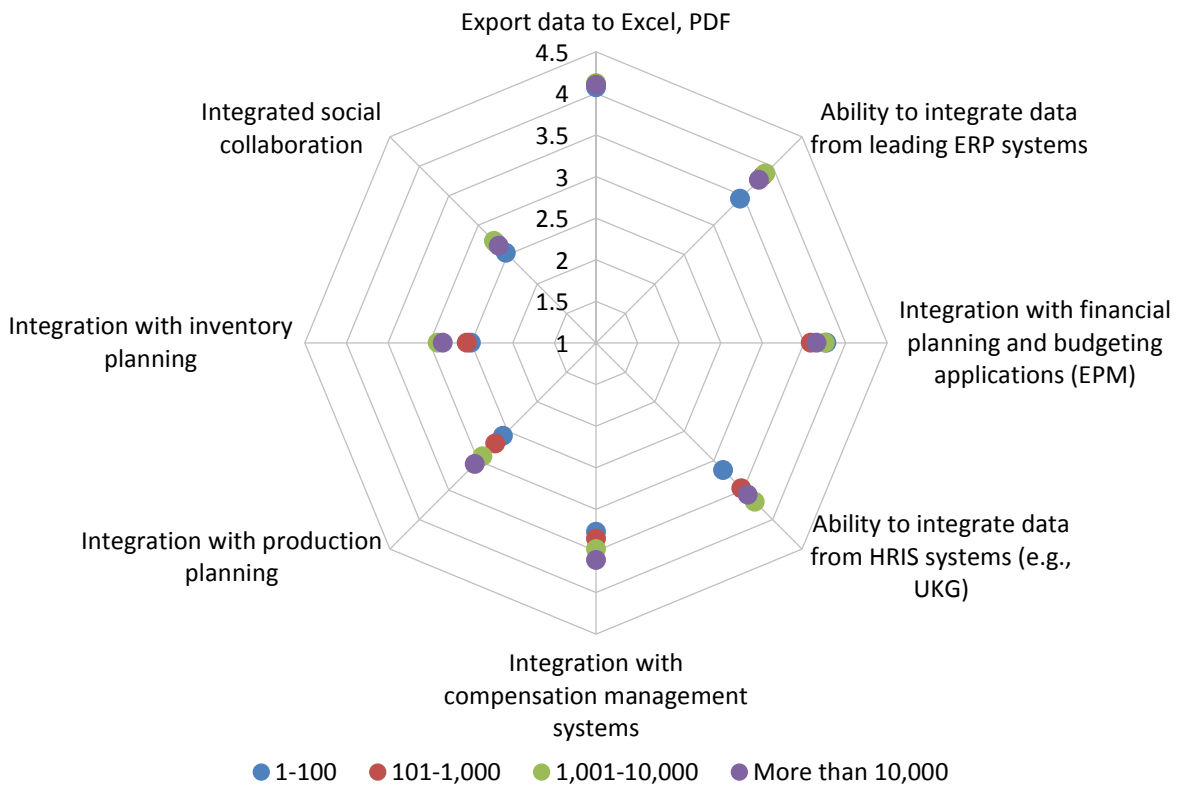 Export data to Excel, PDF
4.5
4
3.5
3
2.5
2
1.5
1
Ability to integrate data
from leading ERP systems
Integration with financial
planning and budgeting
applications (EPM)
Ability to integrate data
from HRIS systems (e.g.,
UKG)
Integration with
compensation management
systems
Integration with production
planning
Integration with inventory
planning
Integrated social
collaboration
1-100
101-1,000
1,001-10,000
More than 10,000